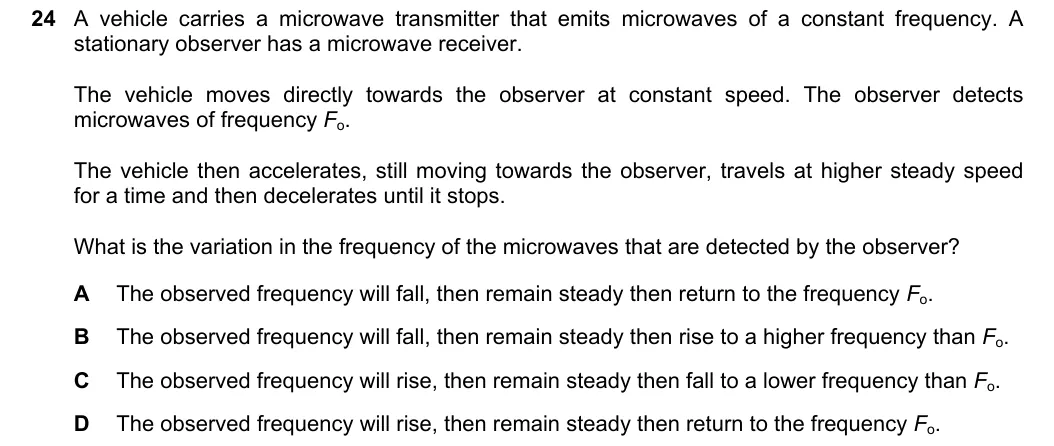 24 A vehicle carries a microwave transmitter that emits microwaves of a constant frequency. A
stationary observer has a microwave receiver.
The vehicle moves directly towards the observer at constant speed. The observer detects
microwaves of frequency Fo.
The vehicle then accelerates, still moving towards the observer, travels at higher steady speed
for a time and then decelerates until it stops.
What is the variation in the frequency of the microwaves that are detected by the observer?
A The observed frequency will fall, then remain steady then return to the frequency Fo.
B The observed frequency will fall, then remain steady then rise to a higher frequency than Fo.
C The observed frequency will rise, then remain steady then fall to a lower frequency than Fo.
D The observed frequency will rise, then remain steady then return to the frequency Fo.